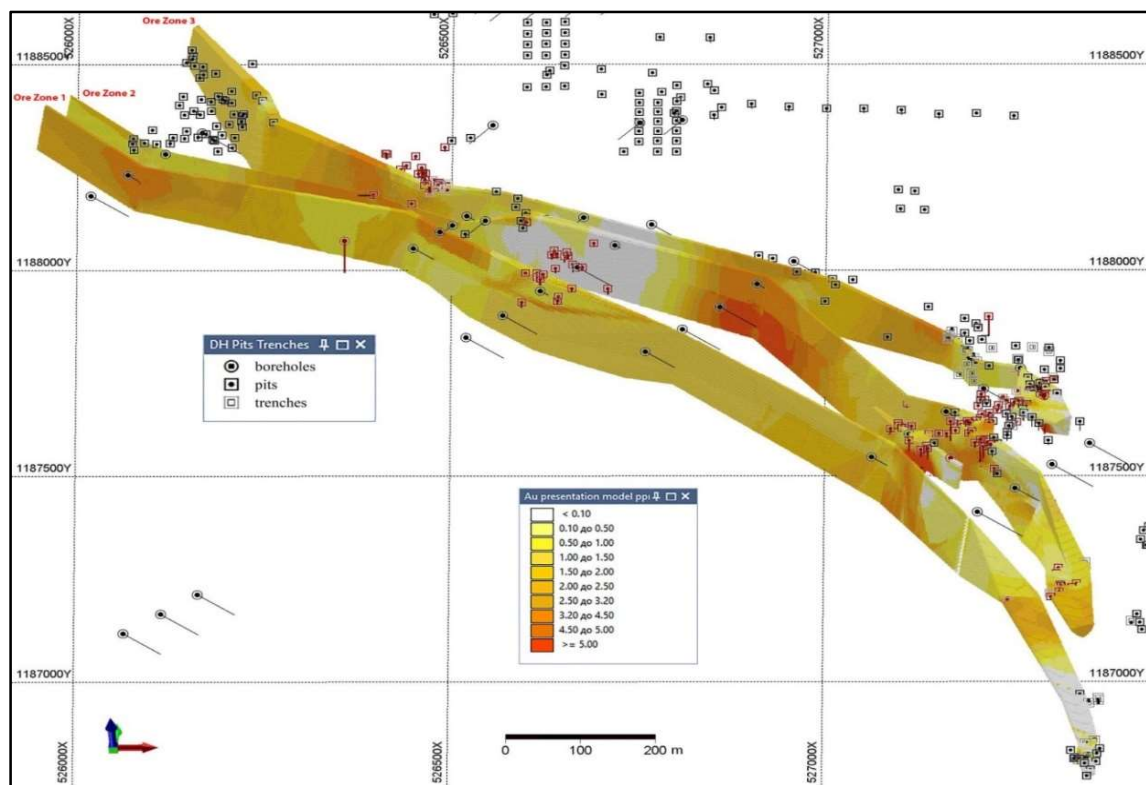 526000X
526500X
527000X
Ore Zone 3
1188500Y
1188500Y
Ore Zone 1
Ore Zone 2
1188000Y
1188000Y
DH Pits Trenches
boreholes
pits
trenches
1187500Y
1187500Y
Au presentation model
< 0.10
0.10 до 0.50
0.50 до 1.00
1.00 до 1.50
1.50 до 2.00
2.00 до 2.50
2.50 до 3.20
3.20 до 4.50
4.50 до 5.00
>= 5.00
1187000Y
1187000Y
0 100 200 m
526000X
526500X
527000X